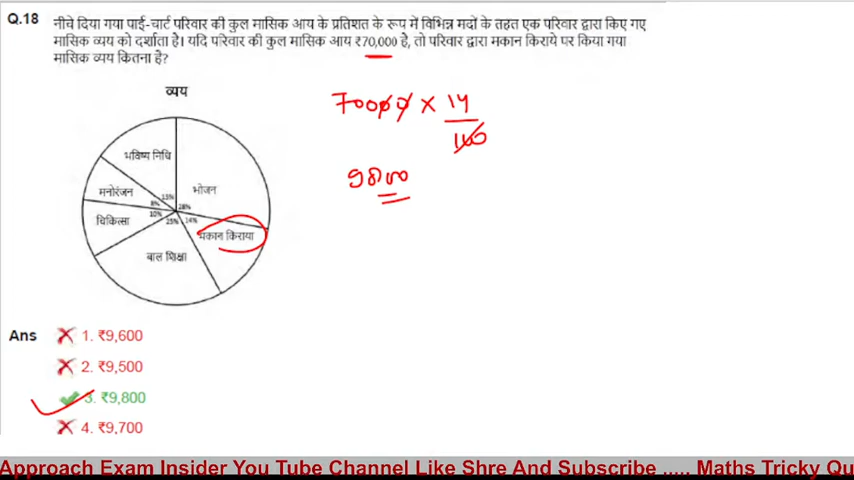 Q.18 नीचे दिया गया पाई-चार्ट परिवार की कुल मासिक आय के प्रतिशत के रूप में विभिन्न मदों के तहत एक परिवार द्वारा किए गए
मासिक व्यय को दर्शाता है। यदि परिवार की कुल मासिक आय ₹70,000 है, तो परिवार द्वारा मकान किराये पर किया गया
मासिक व्यय कितना है?
व्यय
70000 × 14
100
9800
भविष्य निधि
मनोरंजन
भोजन
15%
8%
28%
10%
25%
14%
चिकित्सा
मकान किराया
बाल शिक्षा
Ans
1. ₹9,600
2. ₹9,500
3. ₹9,800
4. ₹9,700
Approach Exam Insider You Tube Channel Like Shre And Subscribe ..... Maths Tricky Qu